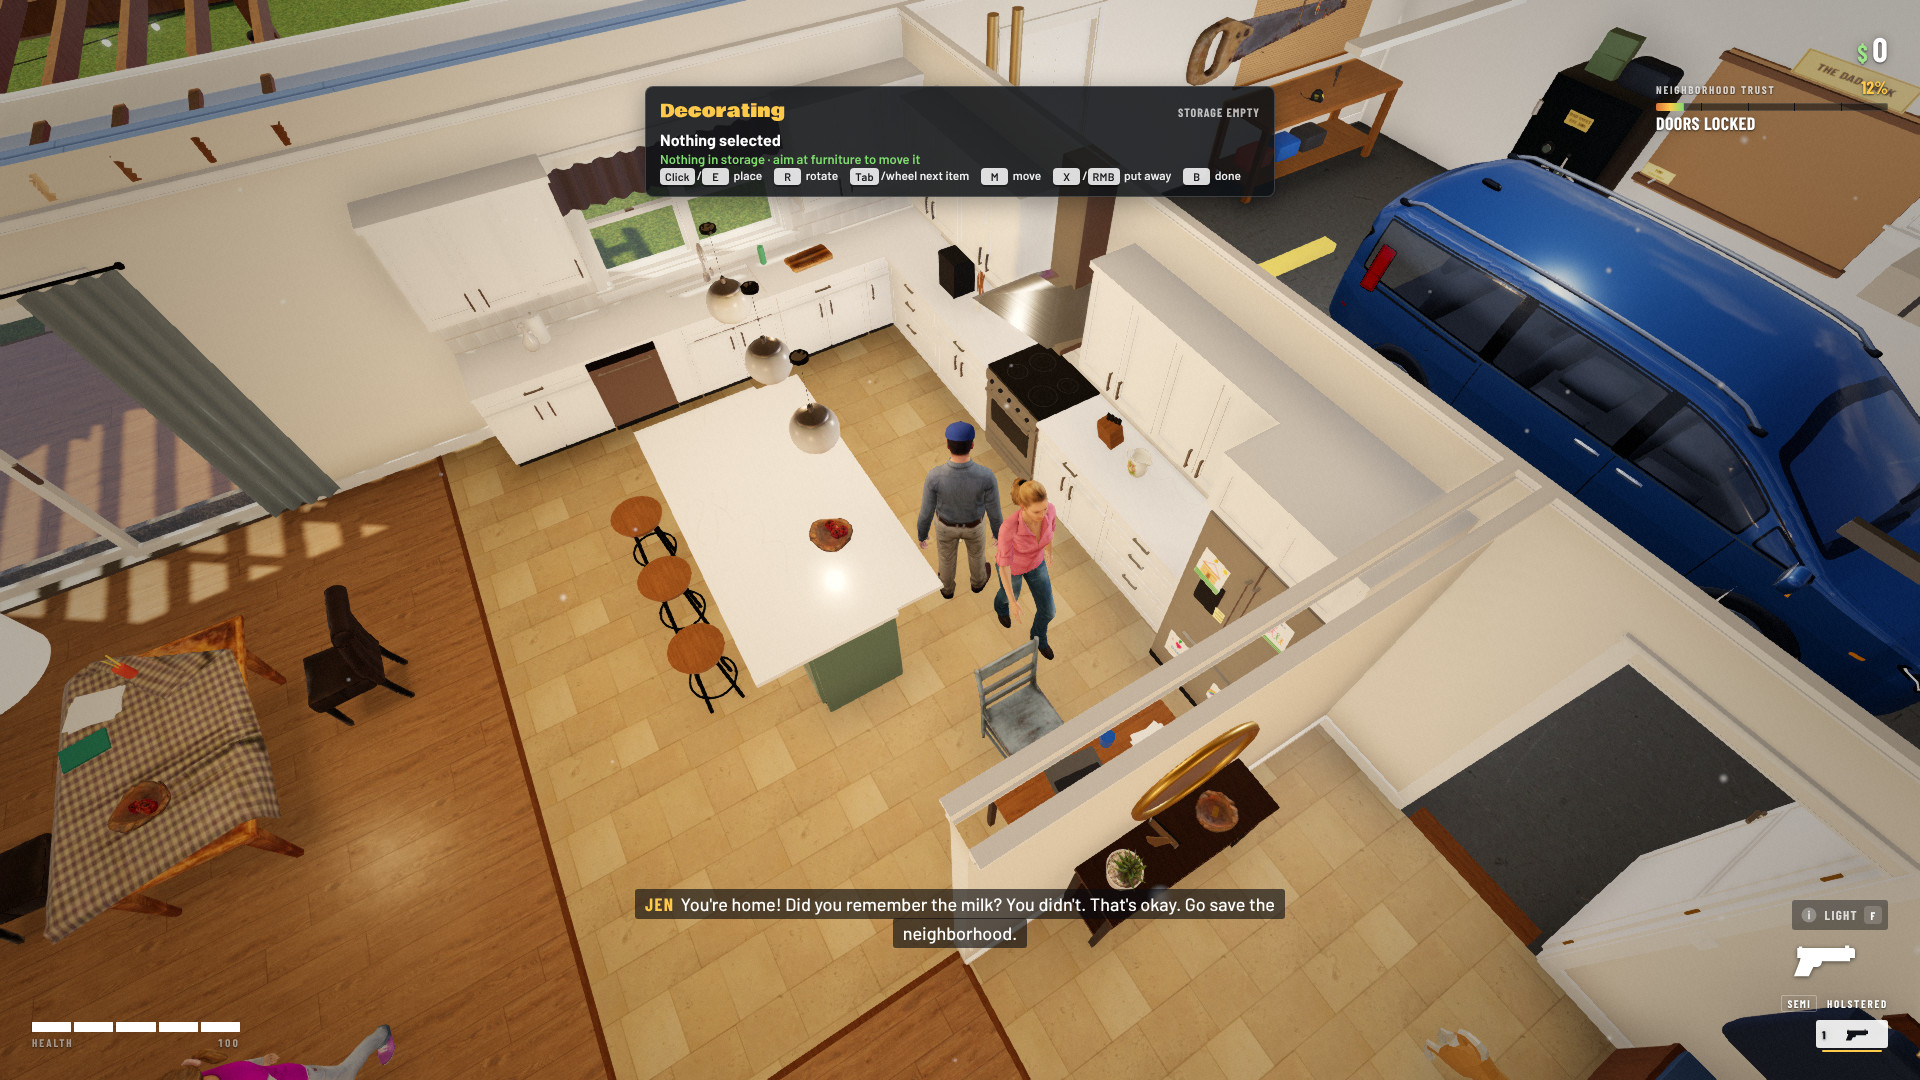 Decorating
STORAGE EMPTY
Nothing selected
Nothing in storage · aim at furniture to move it
Click / E place R rotate Tab /wheel next item M move X / RMB put away B done
$ 0
NEIGHBORHOOD TRUST 12%
DOORS LOCKED
THE DAD
JEN You're home! Did you remember the milk? You didn't. That's okay. Go save the
neighborhood.
HEALTH 100
LIGHT F
SEMI HOLSTERED
1